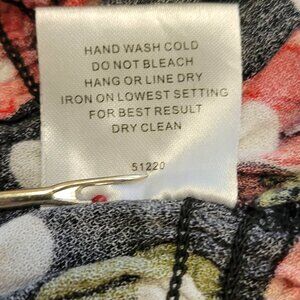 HAND WASH COLD
DO NOT BLEACH
HANG OR LINE DRY
IRON ON LOWEST SETTING
FOR BEST RESULT
DRY CLEAN
51220